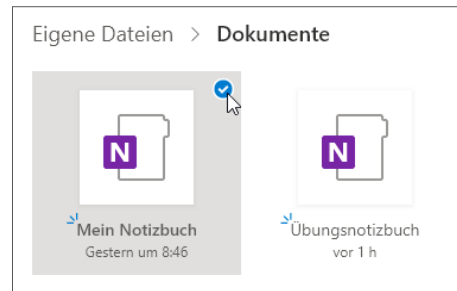 Eigene Dateien > Dokumente
N
N
Mein Notizbuch
Übungsnotizbuch
Gestern um 8:46
vor 1 h